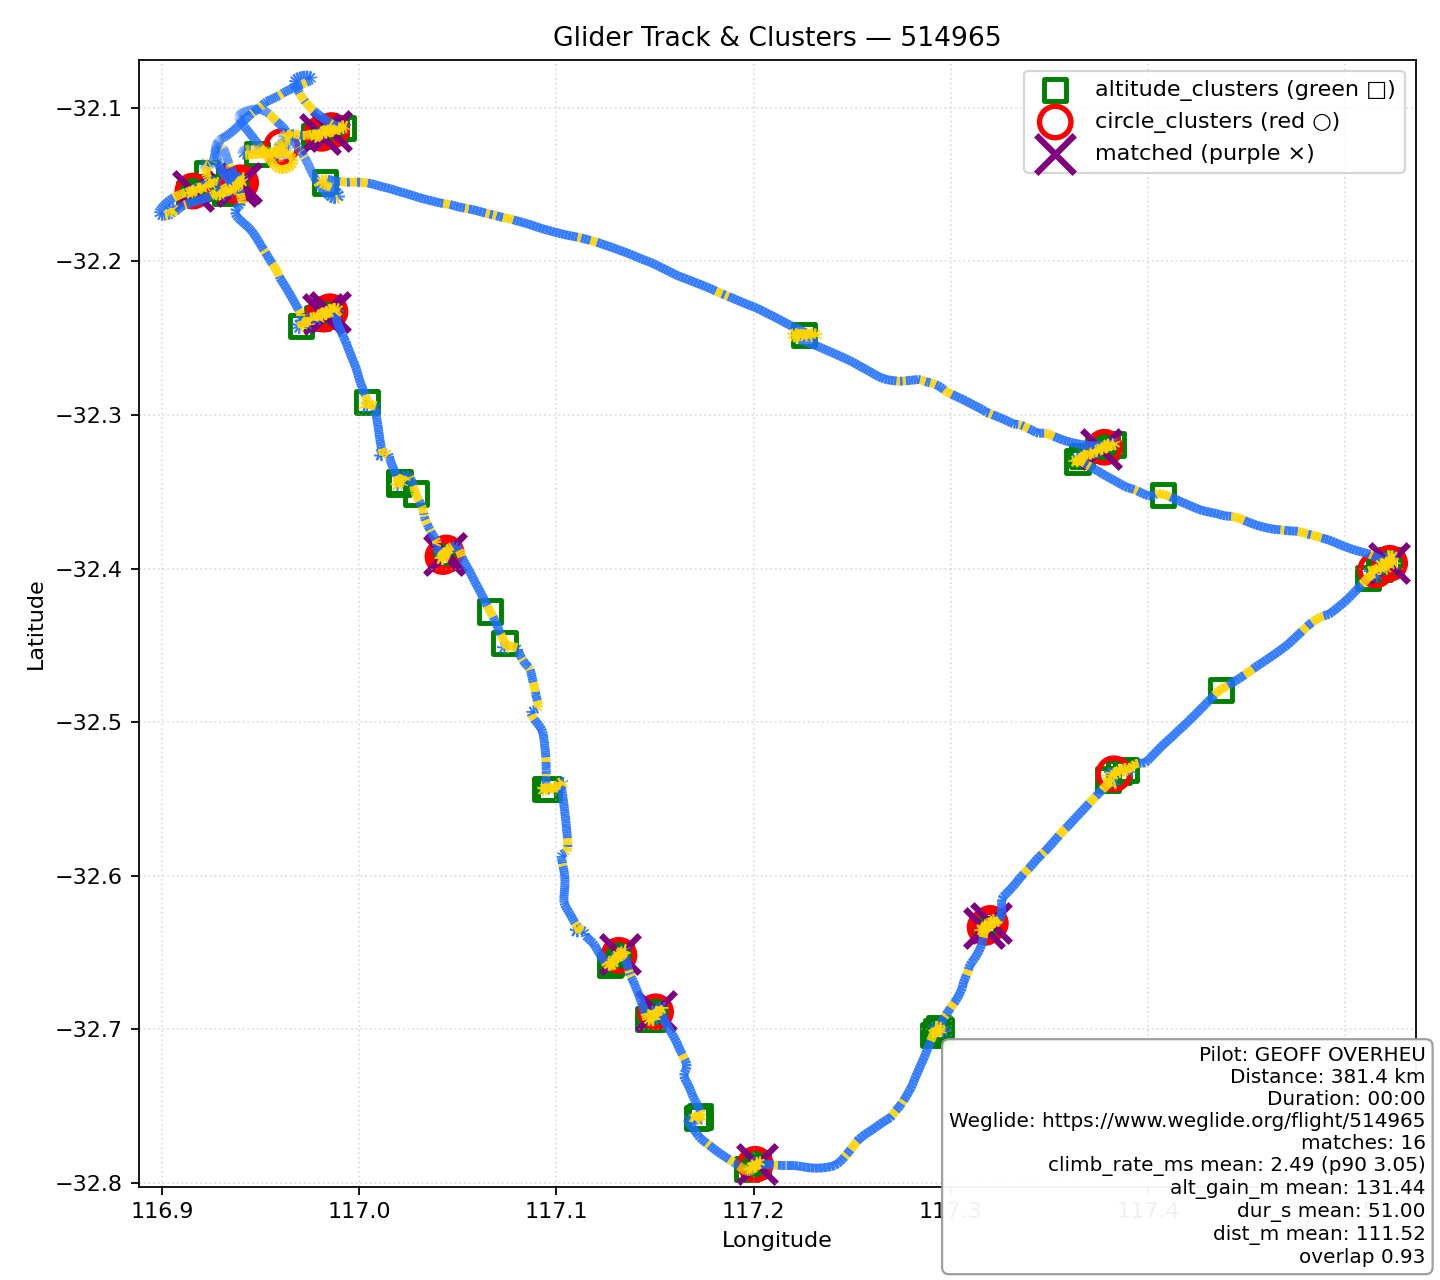 Glider Track & Clusters — 514965
altitude_clusters (green □)
circle_clusters (red ○)
matched (purple ×)
−32.1
−32.2
−32.3
−32.4
−32.5
−32.6
−32.7
−32.8
Latitude
116.9
117.0
117.1
117.2
117.3
117.4
Longitude
Pilot: GEOFF OVERHEU
Distance: 381.4 km
Duration: 00:00
Weglide: https://www.weglide.org/flight/514965
matches: 16
climb_rate_ms mean: 2.49 (p90 3.05)
alt_gain_m mean: 131.44
dur_s mean: 51.00
dist_m mean: 111.52
overlap 0.93